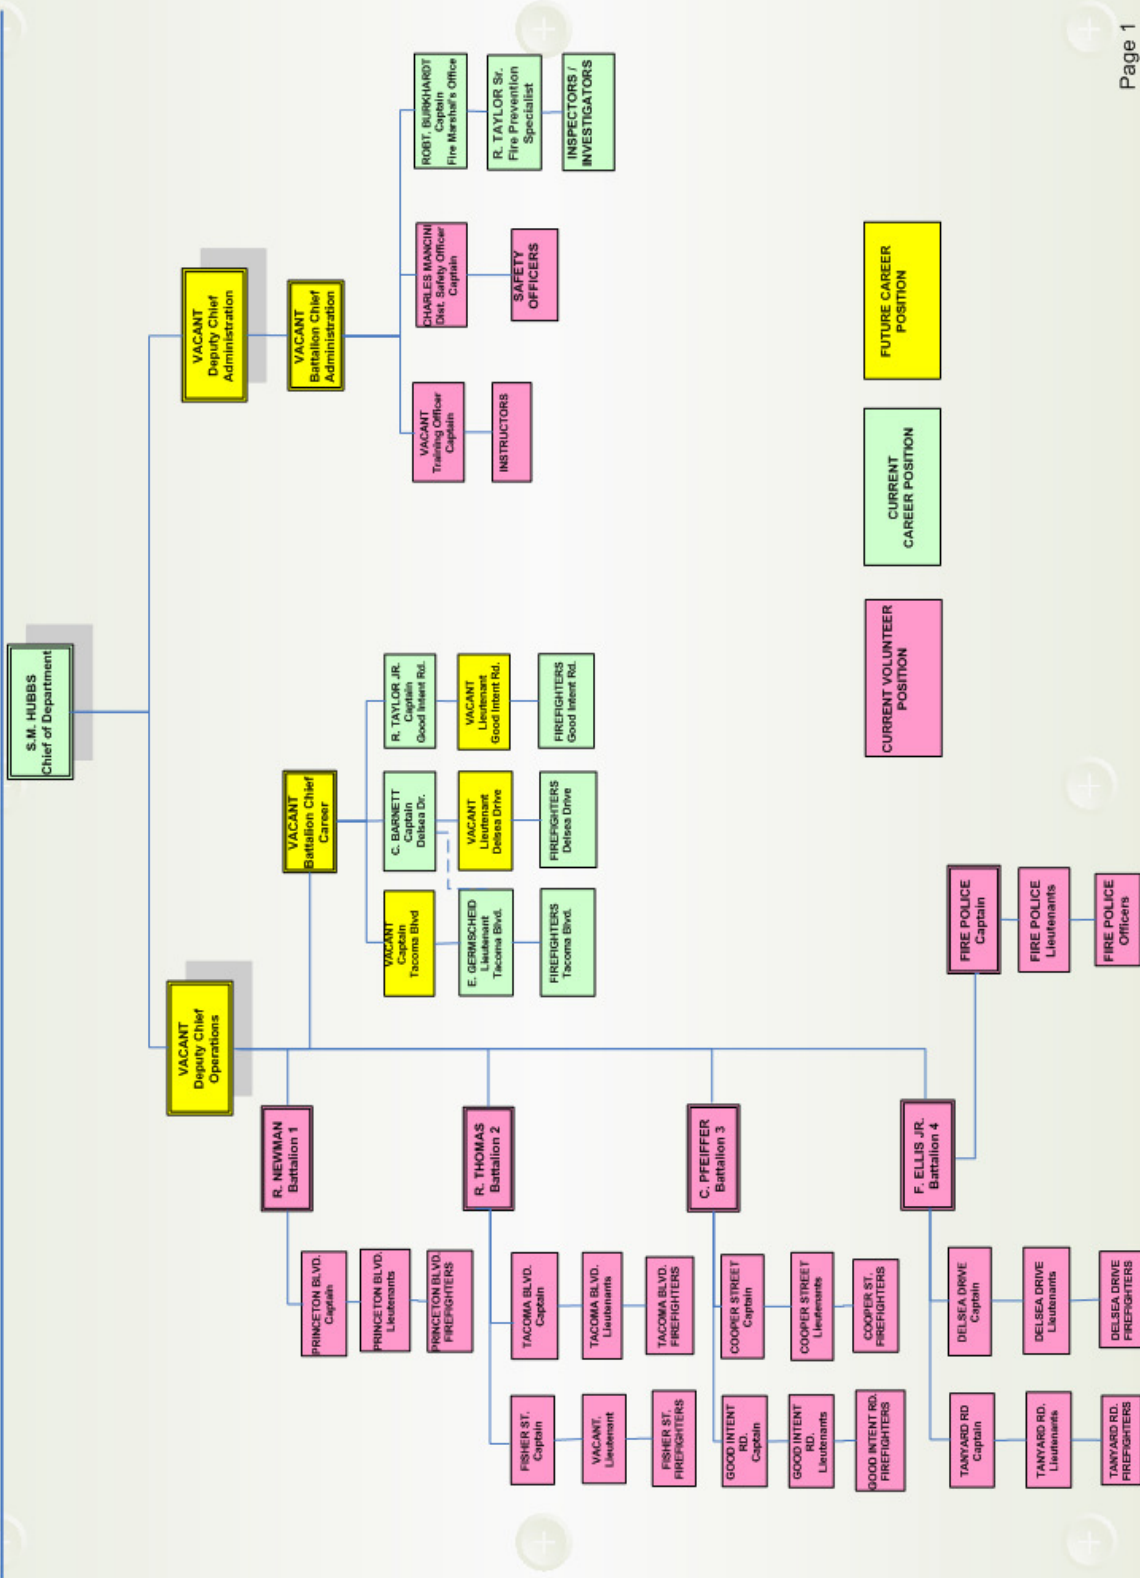 S.M. HUBBS
Chief of Department
VACANT
Deputy Chief
Operations
VACANT
Deputy Chief
Administration
VACANT
Battalion Chief
Administration
VACANT
Training Officer
Captain
INSTRUCTORS
CHARLES MANCINI
Dist. Safety Officer
Captain
SAFETY
OFFICERS
ROBT. BURKHARDT
Captain
Fire Marshal's Office
R. TAYLOR Sr.
Fire Prevention
Specialist
INSPECTORS /
INVESTIGATORS
VACANT
Battalion Chief
Career
VACANT
Captain
Tacoma Blvd
E. GERMSCHEID
Lieutenant
Tacoma Blvd.
FIREFIGHTERS
Tacoma Blvd.
C. BARNETT
Captain
Delsea Dr.
VACANT
Lieutenant
Delsea Drive
FIREFIGHTERS
Delsea Drive
R. TAYLOR JR.
Captain
Good Intent Rd.
VACANT
Lieutenant
Good Intent Rd.
FIREFIGHTERS
Good Intent Rd.
R. NEWMAN
Battalion 1
PRINCETON BLVD.
Captain
PRINCETON BLVD.
Lieutenants
PRINCETON BLVD.
FIREFIGHTERS
R. THOMAS
Battalion 2
FISHER ST.
Captain
VACANT.
Lieutenant
FISHER ST.
FIREFIGHTERS
TACOMA BLVD.
Captain
TACOMA BLVD.
Lieutenants
TACOMA BLVD.
FIREFIGHTERS
C. PFEIFFER
Battalion 3
GOOD INTENT
RD.
Captain
GOOD INTENT
RD.
Lieutenants
GOOD INTENT RD.
FIREFIGHTERS
COOPER STREET
Captain
COOPER STREET
Lieutenants
COOPER ST.
FIREFIGHTERS
F. ELLIS JR.
Battalion 4
TANYARD RD
Captain
TANYARD RD.
Lieutenants
TANYARD RD.
FIREFIGHTERS
DELSEA DRIVE
Captain
DELSEA DRIVE
Lieutenants
DELSEA DRIVE
FIREFIGHTERS
FIRE POLICE
Captain
FIRE POLICE
Lieutenants
FIRE POLICE
Officers
CURRENT VOLUNTEER
POSITION
CURRENT
CAREER POSITION
FUTURE CAREER
POSITION
Page 1